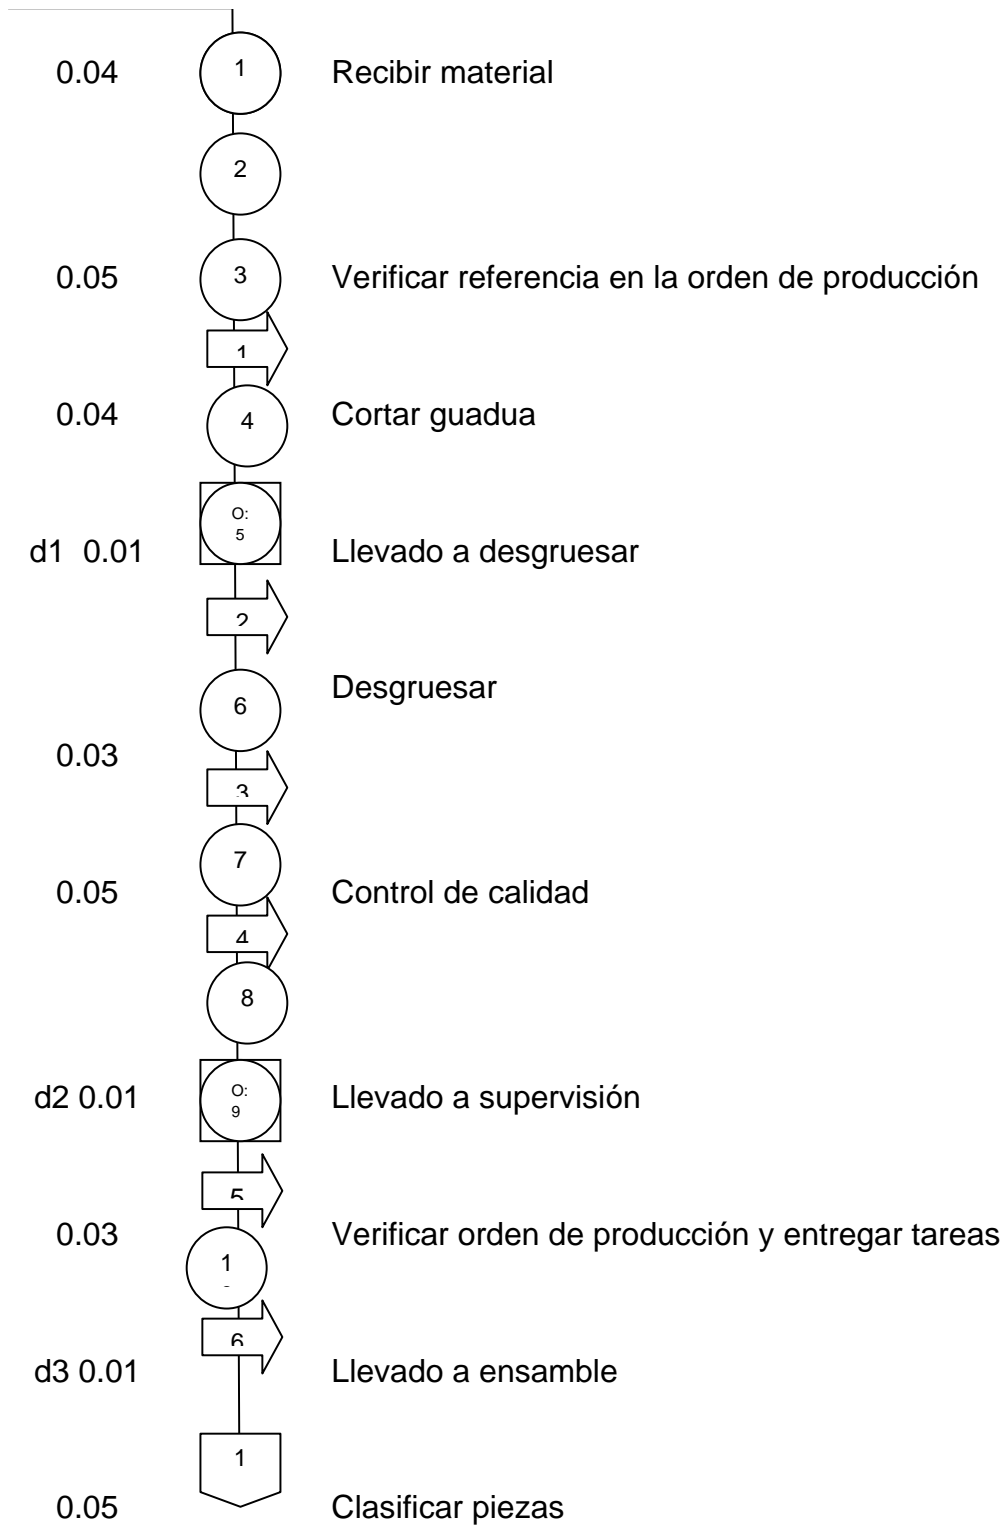 0.04 1 Recibir material
2
0.05 3 Verificar referencia en la orden de producción
1
0.04 4 Cortar guadua
O:
5
d1 0.01 Llevado a desgruesar
2
Desgruesar
6
0.03
3
7
0.05 Control de calidad
4
8
O:
9
d2 0.01 Llevado a supervisión
5
0.03 Verificar orden de producción y entregar tareas
1
6
d3 0.01 Llevado a ensamble
1
0.05 Clasificar piezas